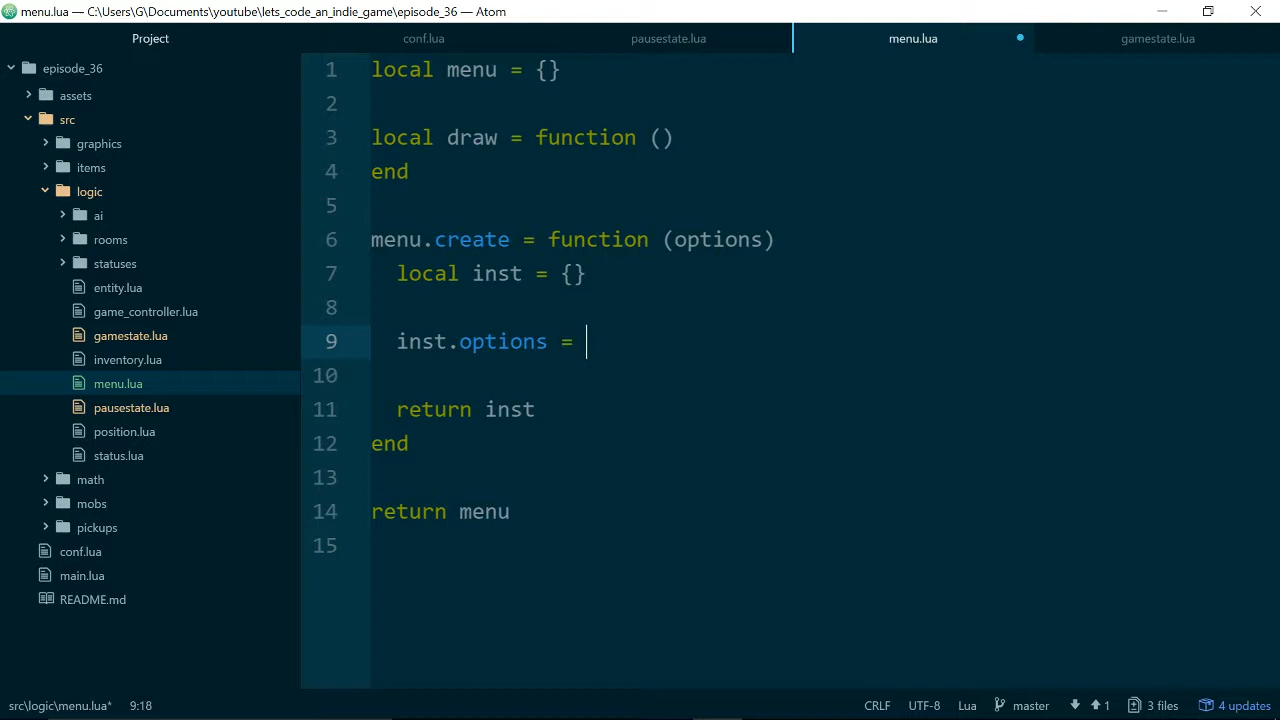 menu.lua — C:\Users\G\Documents\youtube\lets_code_an_indie_game\episode_36 — Atom
Project
conf.lua
pausestate.lua
menu.lua
gamestate.lua
episode_36
assets
src
graphics
items
logic
ai
rooms
statuses
entity.lua
game_controller.lua
gamestate.lua
inventory.lua
menu.lua
pausestate.lua
position.lua
status.lua
math
mobs
pickups
conf.lua
main.lua
README.md
1 local menu = {}
2
3 local draw = function ()
4 end
5
6 menu.create = function (options)
7 local inst = {}
8
9 inst.options =
10
11 return inst
12 end
13
14 return menu
15
src\logic\menu.lua* 9:18
CRLF UTF-8 Lua master 1 3 files 4 updates